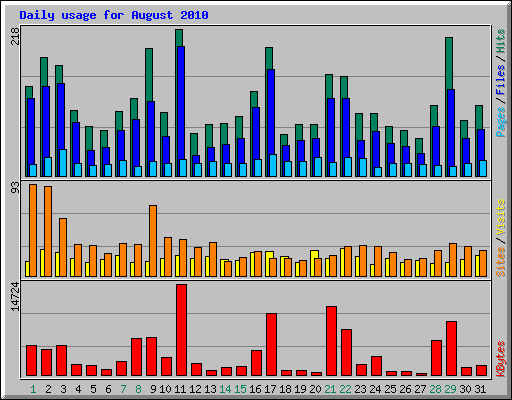 Daily usage for August 2010
218
Pages / Files / Hits
93
Sites / Visits
14724
KBytes
1 2 3 4 5 6 7 8 9 10 11 12 13 14 15 16 17 18 19 20 21 22 23 24 25 26 27 28 29 30 31